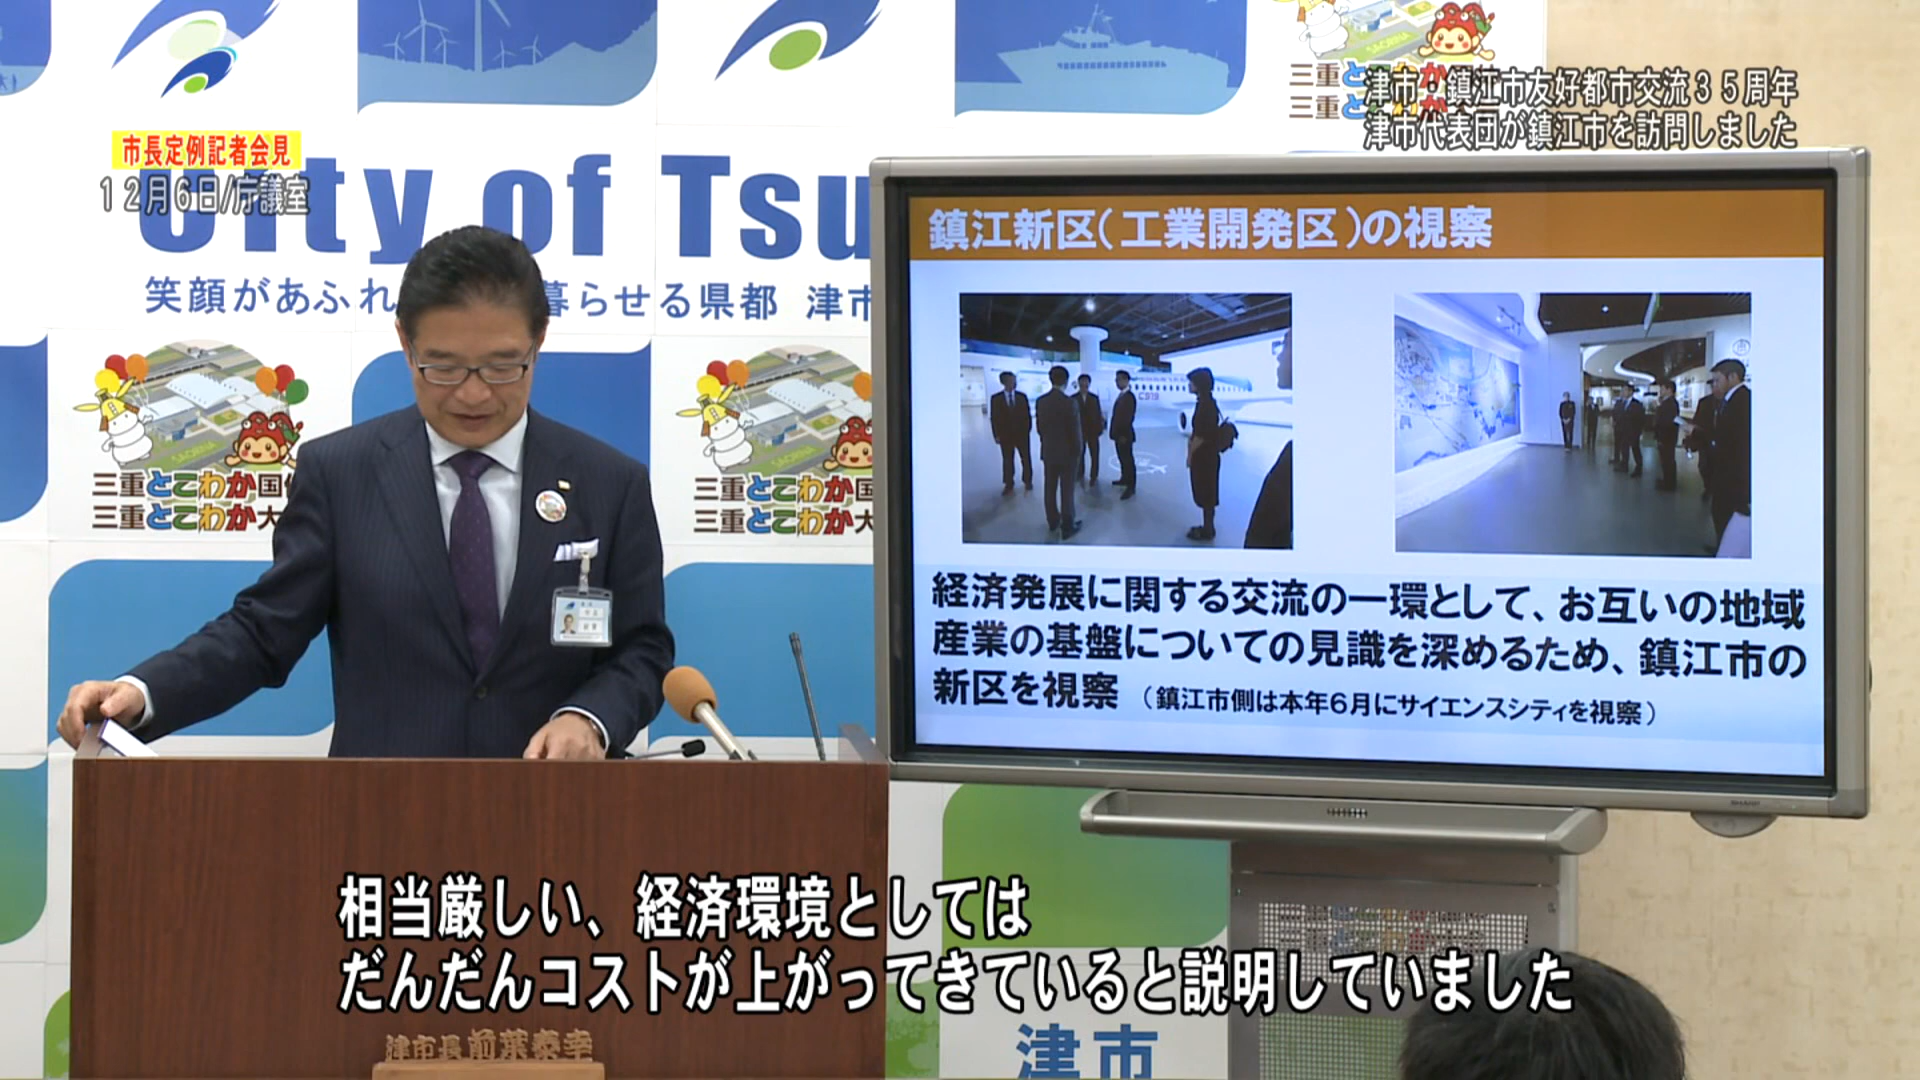 市長定例記者会見
12月6日/庁議室
津市・鎮江市友好都市交流35周年
津市代表団が鎮江市を訪問しました
City of Tsu
笑顔があふれ
暮らせる県都 津市
三重とこわか国
三重とこわか大
三重とこわか国
三重とこわか大
SAORINA
鎮江新区(工業開発区)の視察
C919
経済発展に関する交流の一環として、お互いの地域
産業の基盤についての見識を深めるため、鎮江市の
新区を視察 (鎮江市側は本年6月にサイエンスシティを視察)
SHARP
相当厳しい、経済環境としては
だんだんコストが上がってきていると説明していました
津市長 前葉泰幸
津市